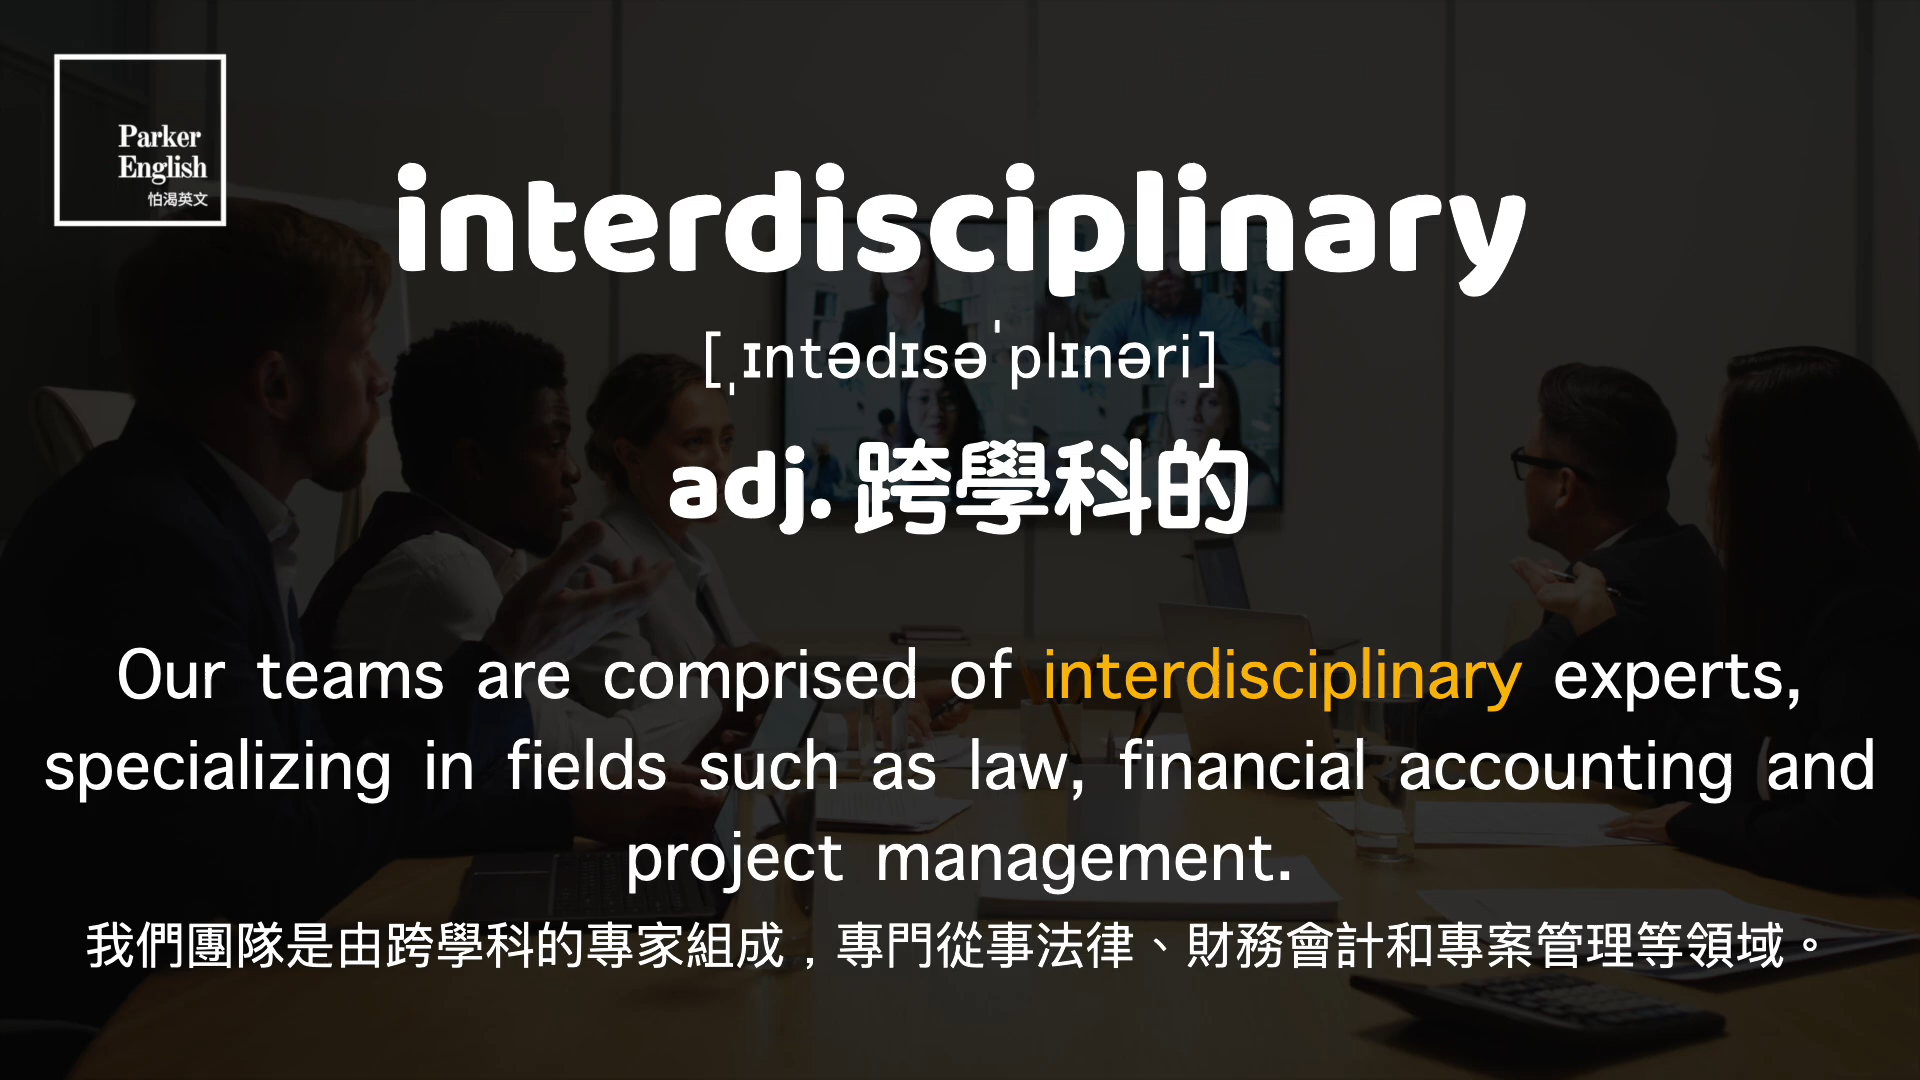 Parker
English
怕渴英文
interdisciplinary
[ˌɪntədɪsəˈplɪnəri]
adj. 跨學科的
Our teams are comprised of interdisciplinary experts,
specializing in fields such as law, financial accounting and
project management.
我們團隊是由跨學科的專家組成，專門從事法律、財務會計和專案管理等領域。